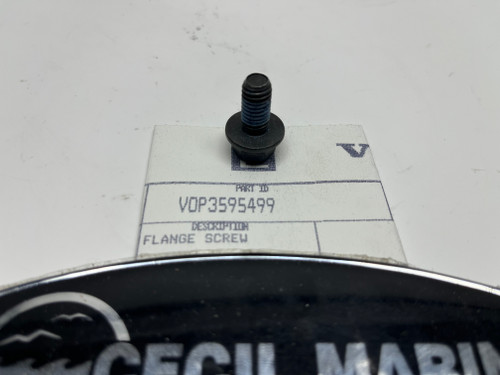 V
PART ID
VOP3595499
DESCRIPTION
FLANGE SCREW
CECIL MARIN